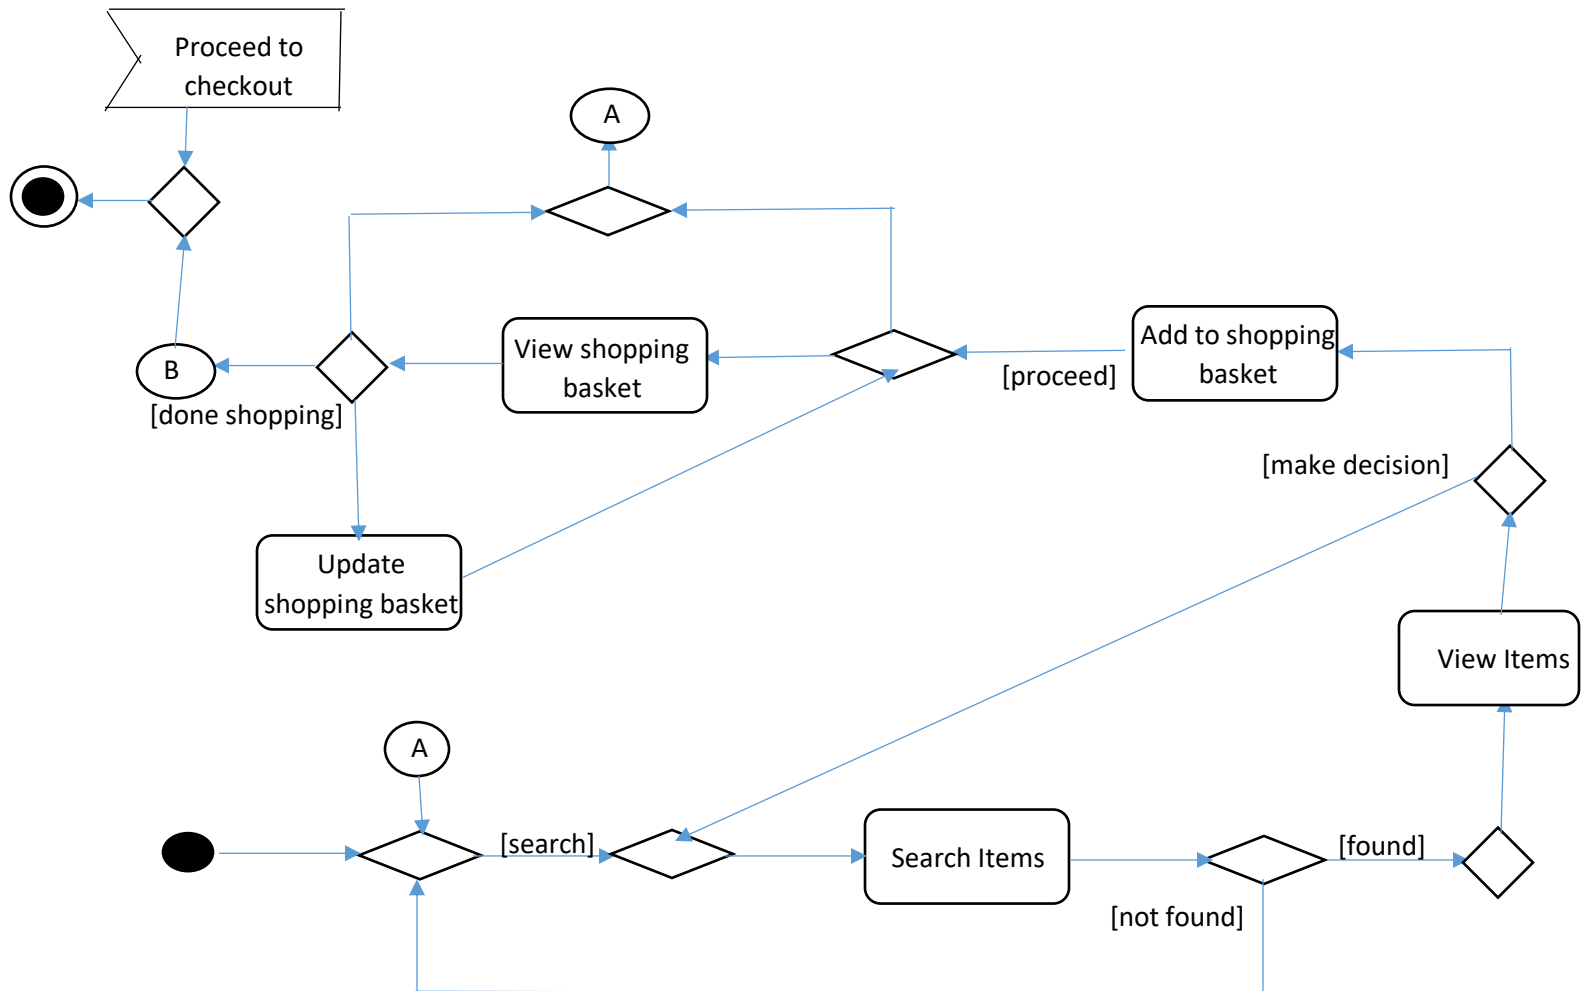 Proceed to
checkout
A
View shopping
basket
Add to shopping
basket
[proceed]
B
[done shopping]
[make decision]
Update
shopping basket
View Items
A
[search]
Search Items
[found]
[not found]